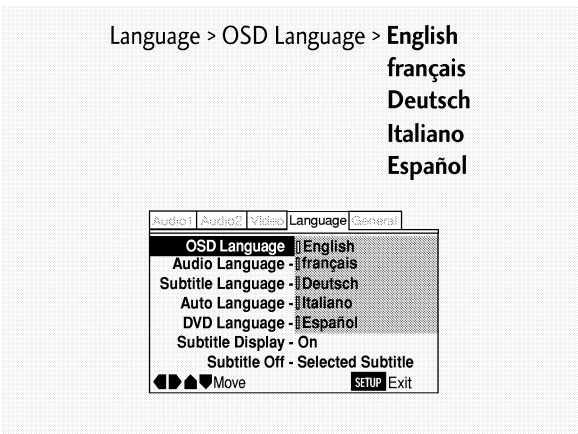 Language > OSD Language > English
français
Deutsch
Italiano
Español
Audio1 Audio2 Video Language General
OSD Language English
Audio Language - français
Subtitle Language - Deutsch
Auto Language - Italiano
DVD Language - Español
Subtitle Display - On
Subtitle Off - Selected Subtitle
Move SETUP Exit